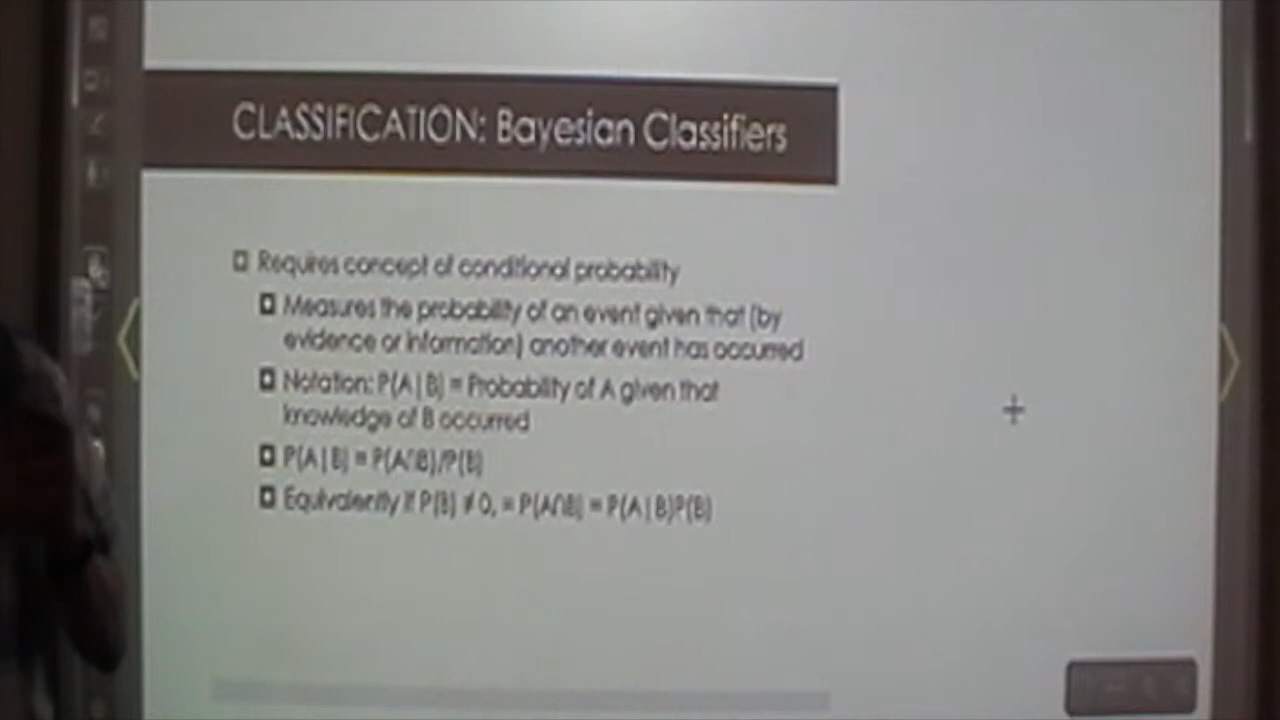 CLASSIFICATION: Bayesian Classifiers
Requires concept of conditional probability
Measures the probability of an event given that (by
evidence or information) another event has occurred
Notation: P(A|B) = Probability of A given that
knowledge of B occurred
P(A|B) = P(A∩B)/P(B)
Equivalently if P(B) ≠ 0, = P(A∩B) = P(A|B)P(B)